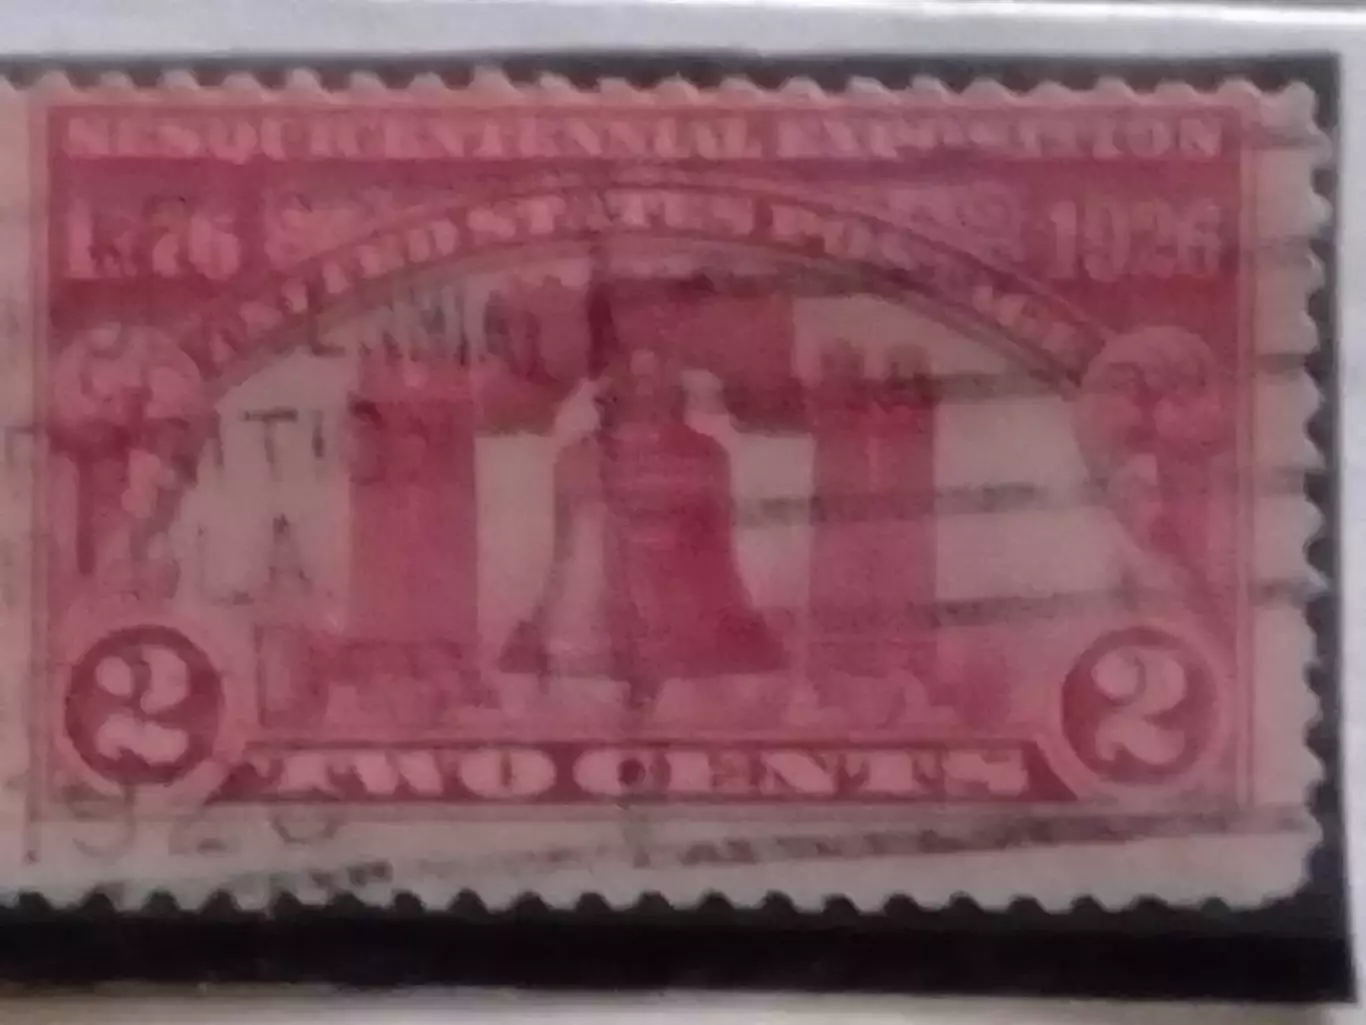 SESQUICENTENNIAL EXPOSITION
1776 1926
UNITED STATES POSTAGE
2 2
TWO CENTS